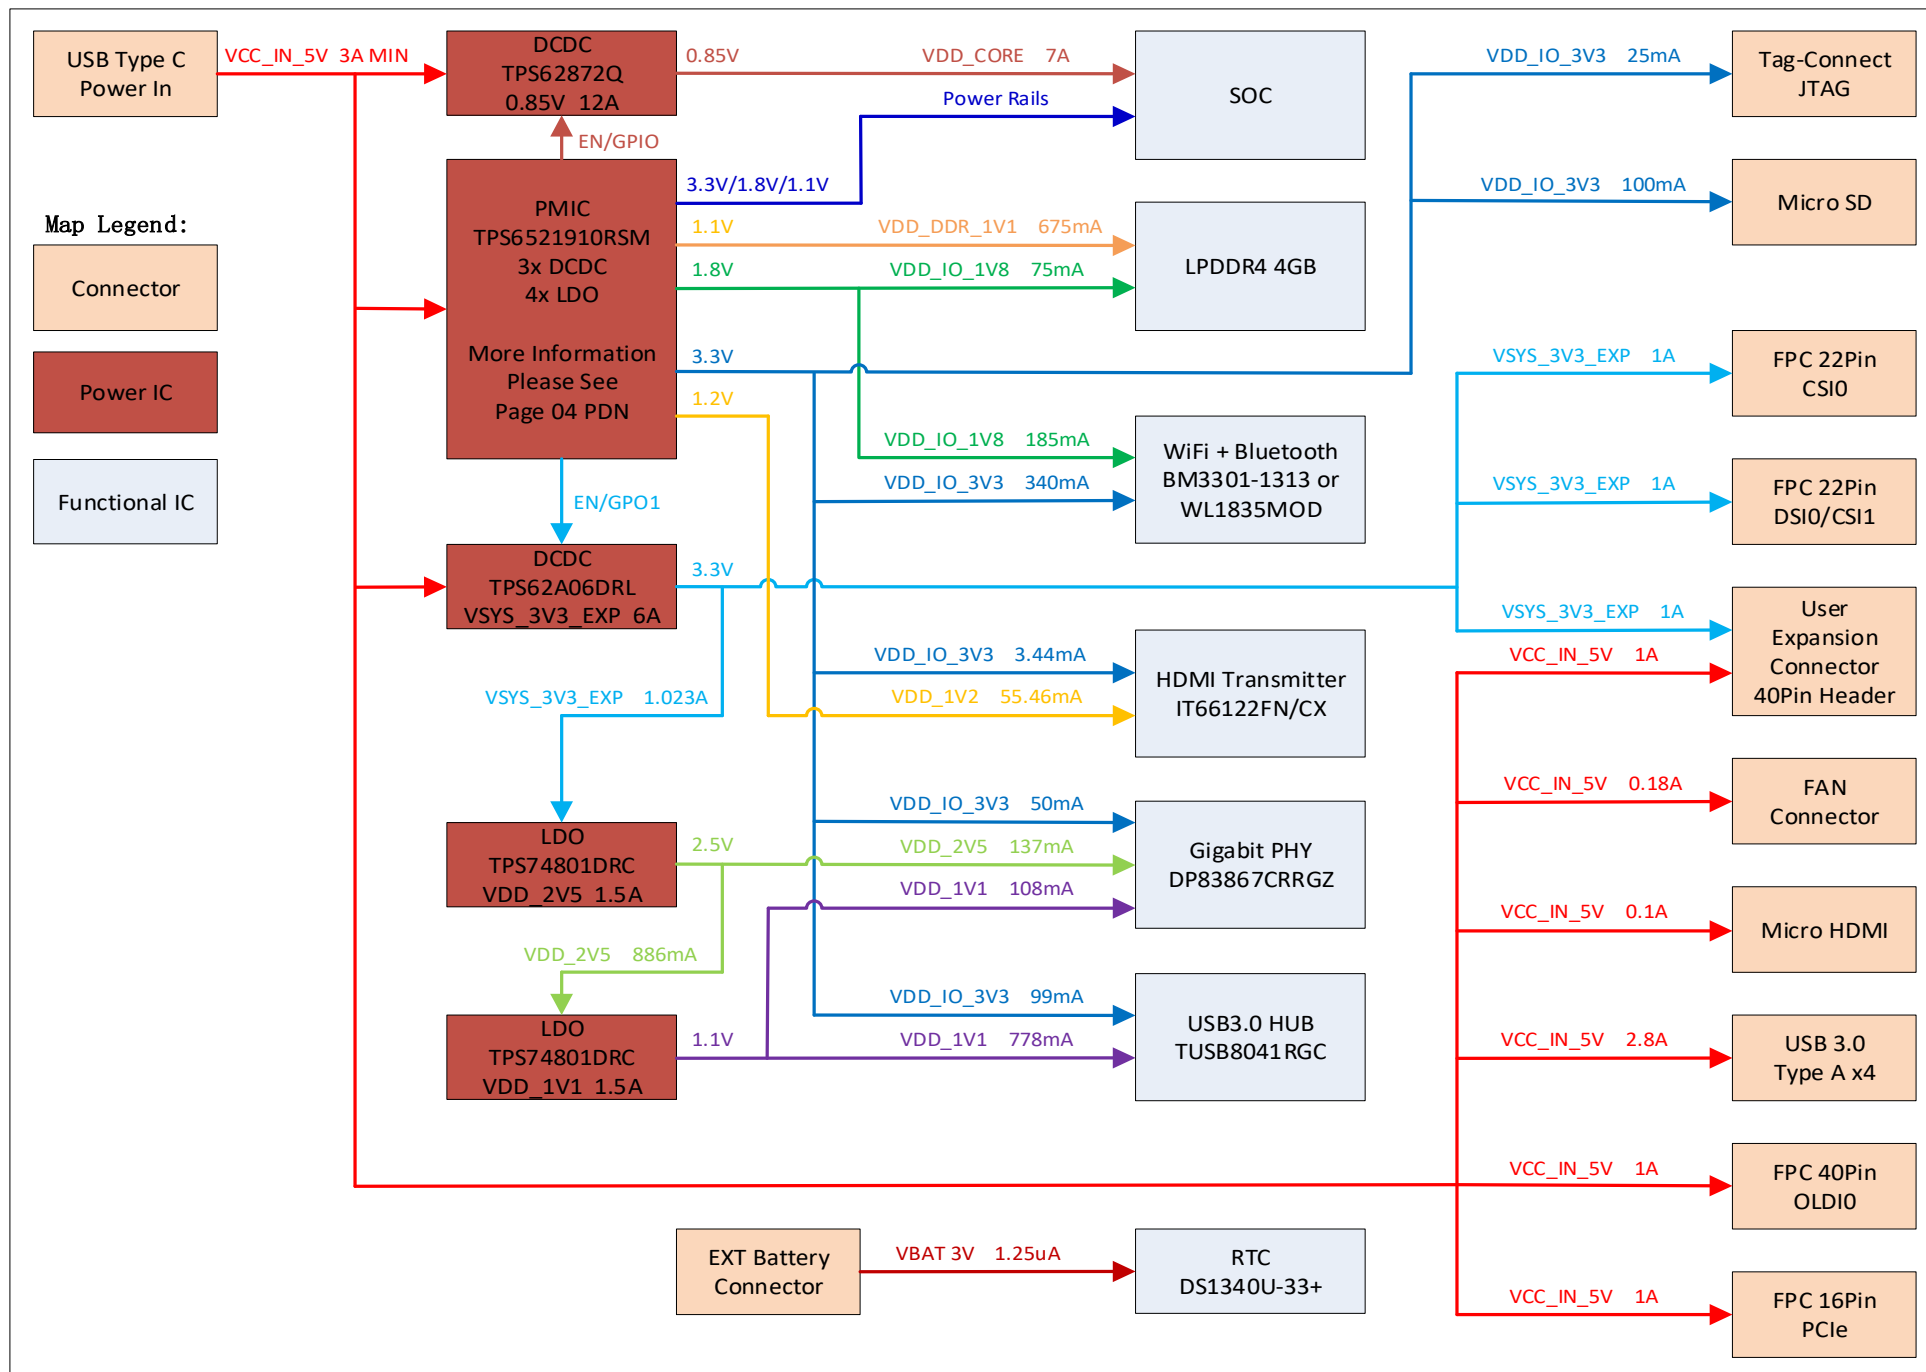 USB Type C
Power In
VCC_IN_5V 3A MIN
DCDC
TPS62872Q
0.85V 12A
0.85V
VDD_CORE 7A
Power Rails
SOC
VDD_IO_3V3 25mA
Tag-Connect
JTAG
EN/GPIO
PMIC
TPS6521910RSM
3x DCDC
4x LDO
More Information
Please See
Page 04 PDN
3.3V/1.8V/1.1V
1.1V
VDD_DDR_1V1 675mA
1.8V
VDD_IO_1V8 75mA
LPDDR4 4GB
VDD_IO_3V3 100mA
Micro SD
Map Legend:
Connector
Power IC
Functional IC
3.3V
1.2V
VDD_IO_1V8 185mA
VDD_IO_3V3 340mA
WiFi + Bluetooth
BM3301-1313 or
WL1835MOD
VSYS_3V3_EXP 1A
FPC 22Pin
CSI0
VSYS_3V3_EXP 1A
FPC 22Pin
DSI0/CSI1
EN/GPO1
DCDC
TPS62A06DRL
VSYS_3V3_EXP 6A
3.3V
VSYS_3V3_EXP 1A
VCC_IN_5V 1A
User
Expansion
Connector
40Pin Header
VDD_IO_3V3 3.44mA
VDD_1V2 55.46mA
HDMI Transmitter
IT66122FN/CX
VSYS_3V3_EXP 1.023A
VCC_IN_5V 0.18A
FAN
Connector
LDO
TPS74801DRC
VDD_2V5 1.5A
2.5V
VDD_IO_3V3 50mA
VDD_2V5 137mA
VDD_1V1 108mA
Gigabit PHY
DP83867CRRGZ
VCC_IN_5V 0.1A
Micro HDMI
VDD_2V5 886mA
LDO
TPS74801DRC
VDD_1V1 1.5A
1.1V
VDD_IO_3V3 99mA
VDD_1V1 778mA
USB3.0 HUB
TUSB8041RGC
VCC_IN_5V 2.8A
USB 3.0
Type A x4
VCC_IN_5V 1A
FPC 40Pin
OLDI0
EXT Battery
Connector
VBAT 3V 1.25uA
RTC
DS1340U-33+
VCC_IN_5V 1A
FPC 16Pin
PCIe